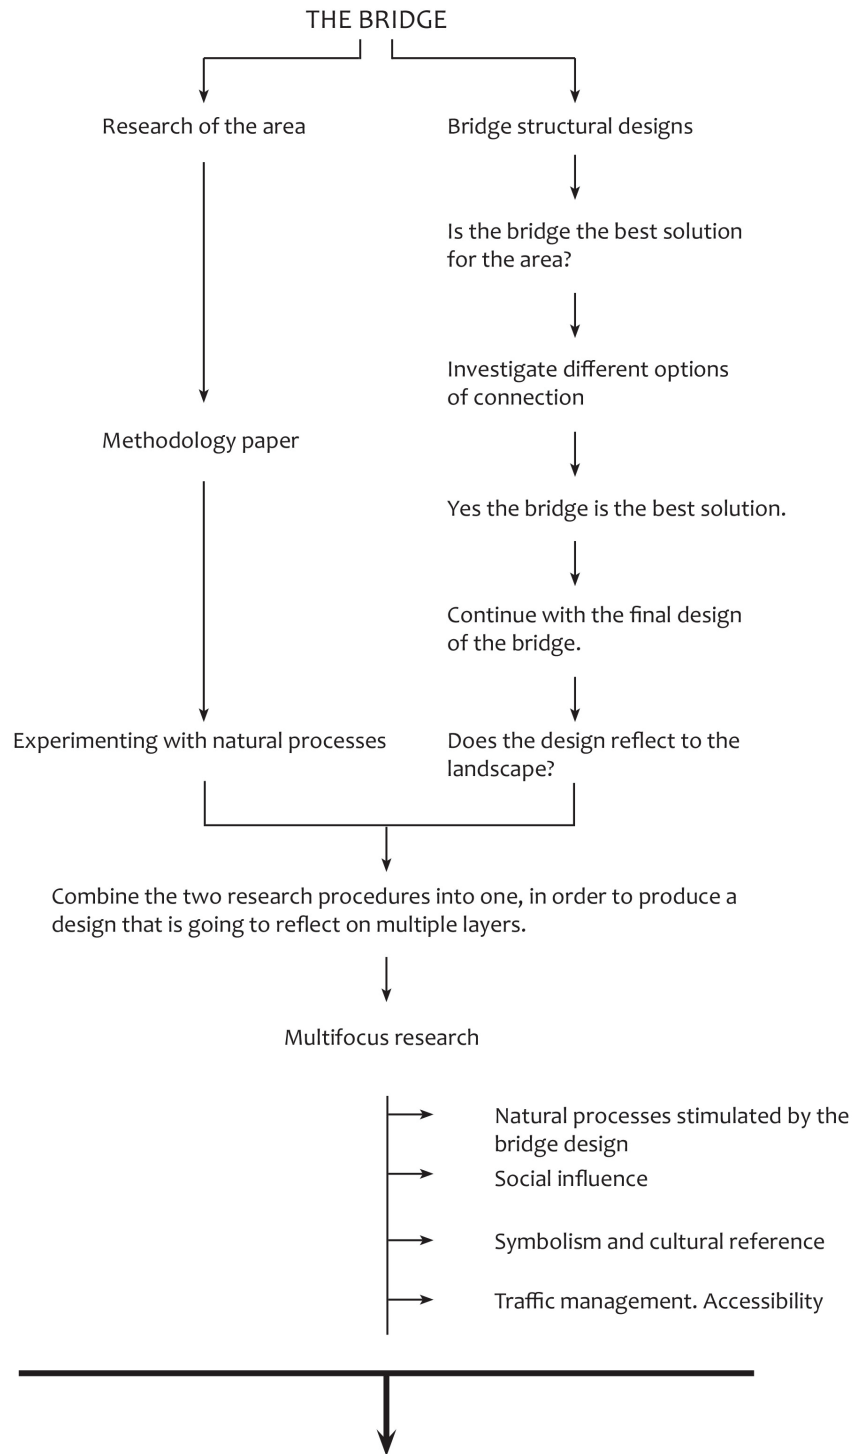 THE BRIDGE
Research of the area
Bridge structural designs
Is the bridge the best solution
for the area?
Investigate different options
of connection
Methodology paper
Yes the bridge is the best solution.
Continue with the final design
of the bridge.
Experimenting with natural processes
Does the design reflect to the
landscape?
Combine the two research procedures into one, in order to produce a
design that is going to reflect on multiple layers.
Multifocus research
Natural processes stimulated by the
bridge design
Social influence
Symbolism and cultural reference
Traffic management. Accessibility